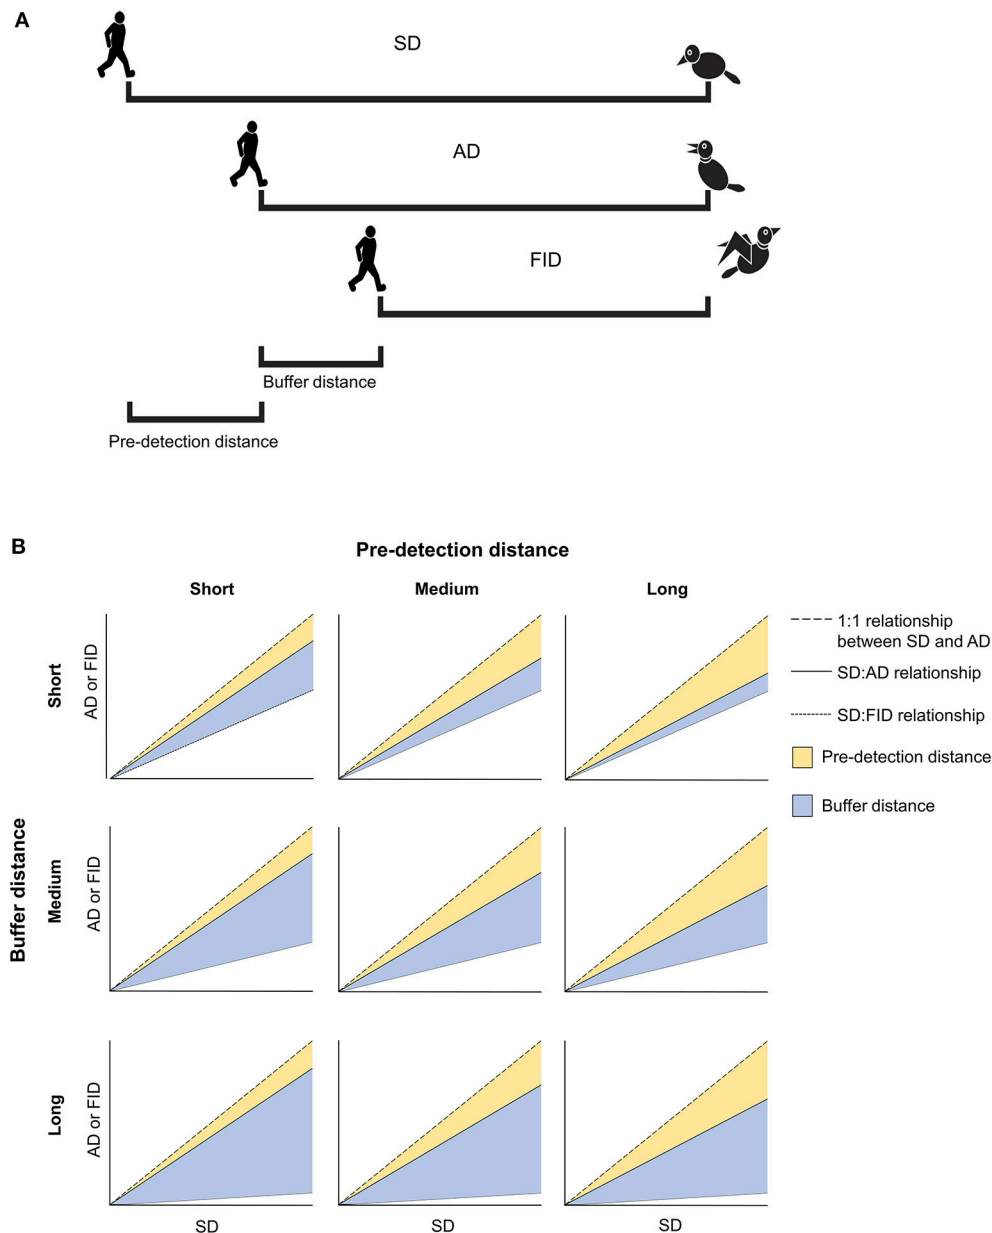 A
SD
AD
FID
Buffer distance
Pre-detection distance
B
Pre-detection distance
Short
Medium
Long
Buffer distance
Short
AD or FID
Medium
AD or FID
Long
AD or FID
SD
SD
SD
1:1 relationship
between SD and AD
SD:AD relationship
SD:FID relationship
Pre-detection distance
Buffer distance